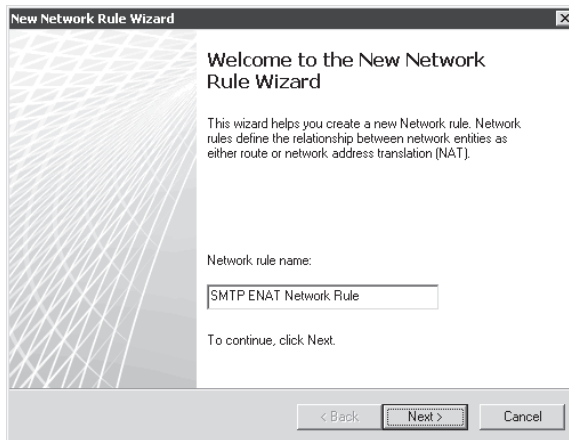 New Network Rule Wizard
Welcome to the New Network
Rule Wizard
This wizard helps you create a new Network rule. Network
rules define the relationship between network entities as
either route or network address translation (NAT).
Network rule name:
SMTP ENAT Network Rule
To continue, click Next.
< Back
Next >
Cancel